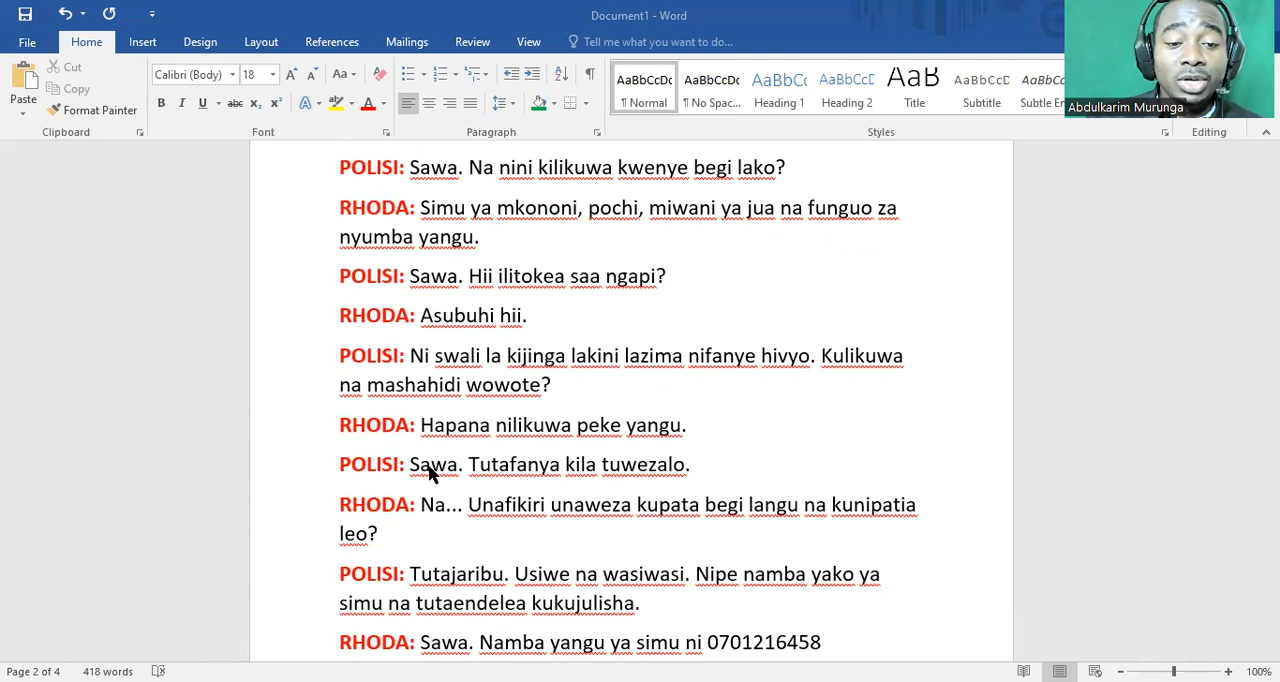 Document1 - Word
File Home Insert Design Layout References Mailings Review View Tell me what you want to do...
Cut
Copy
Format Painter
Paste
Calibri (Body) 18
AaBbCcDc AaBbCcDc AaBbCc AaBbCc AaB AaBbCcD AaBbCcD
¶ Normal ¶ No Spac... Heading 1 Heading 2 Title Subtitle Subtle Em
Clipboard Font Paragraph Styles Editing
Abdulkarim Murunga
POLISI: Sawa. Na nini kilikuwa kwenye begi lako?
RHODA: Simu ya mkononi, pochi, miwani ya jua na funguo za
nyumba yangu.
POLISI: Sawa. Hii ilitokea saa ngapi?
RHODA: Asubuhi hii.
POLISI: Ni swali la kijinga lakini lazima nifanye hivyo. Kulikuwa
na mashahidi wowote?
RHODA: Hapana nilikuwa peke yangu.
POLISI: Sawa. Tutafanya kila tuwezalo.
RHODA: Na... Unafikiri unaweza kupata begi langu na kunipatia
leo?
POLISI: Tutajaribu. Usiwe na wasiwasi. Nipe namba yako ya
simu na tutaendelea kukujulisha.
RHODA: Sawa. Namba yangu ya simu ni 0701216458
Page 2 of 4 418 words 100%